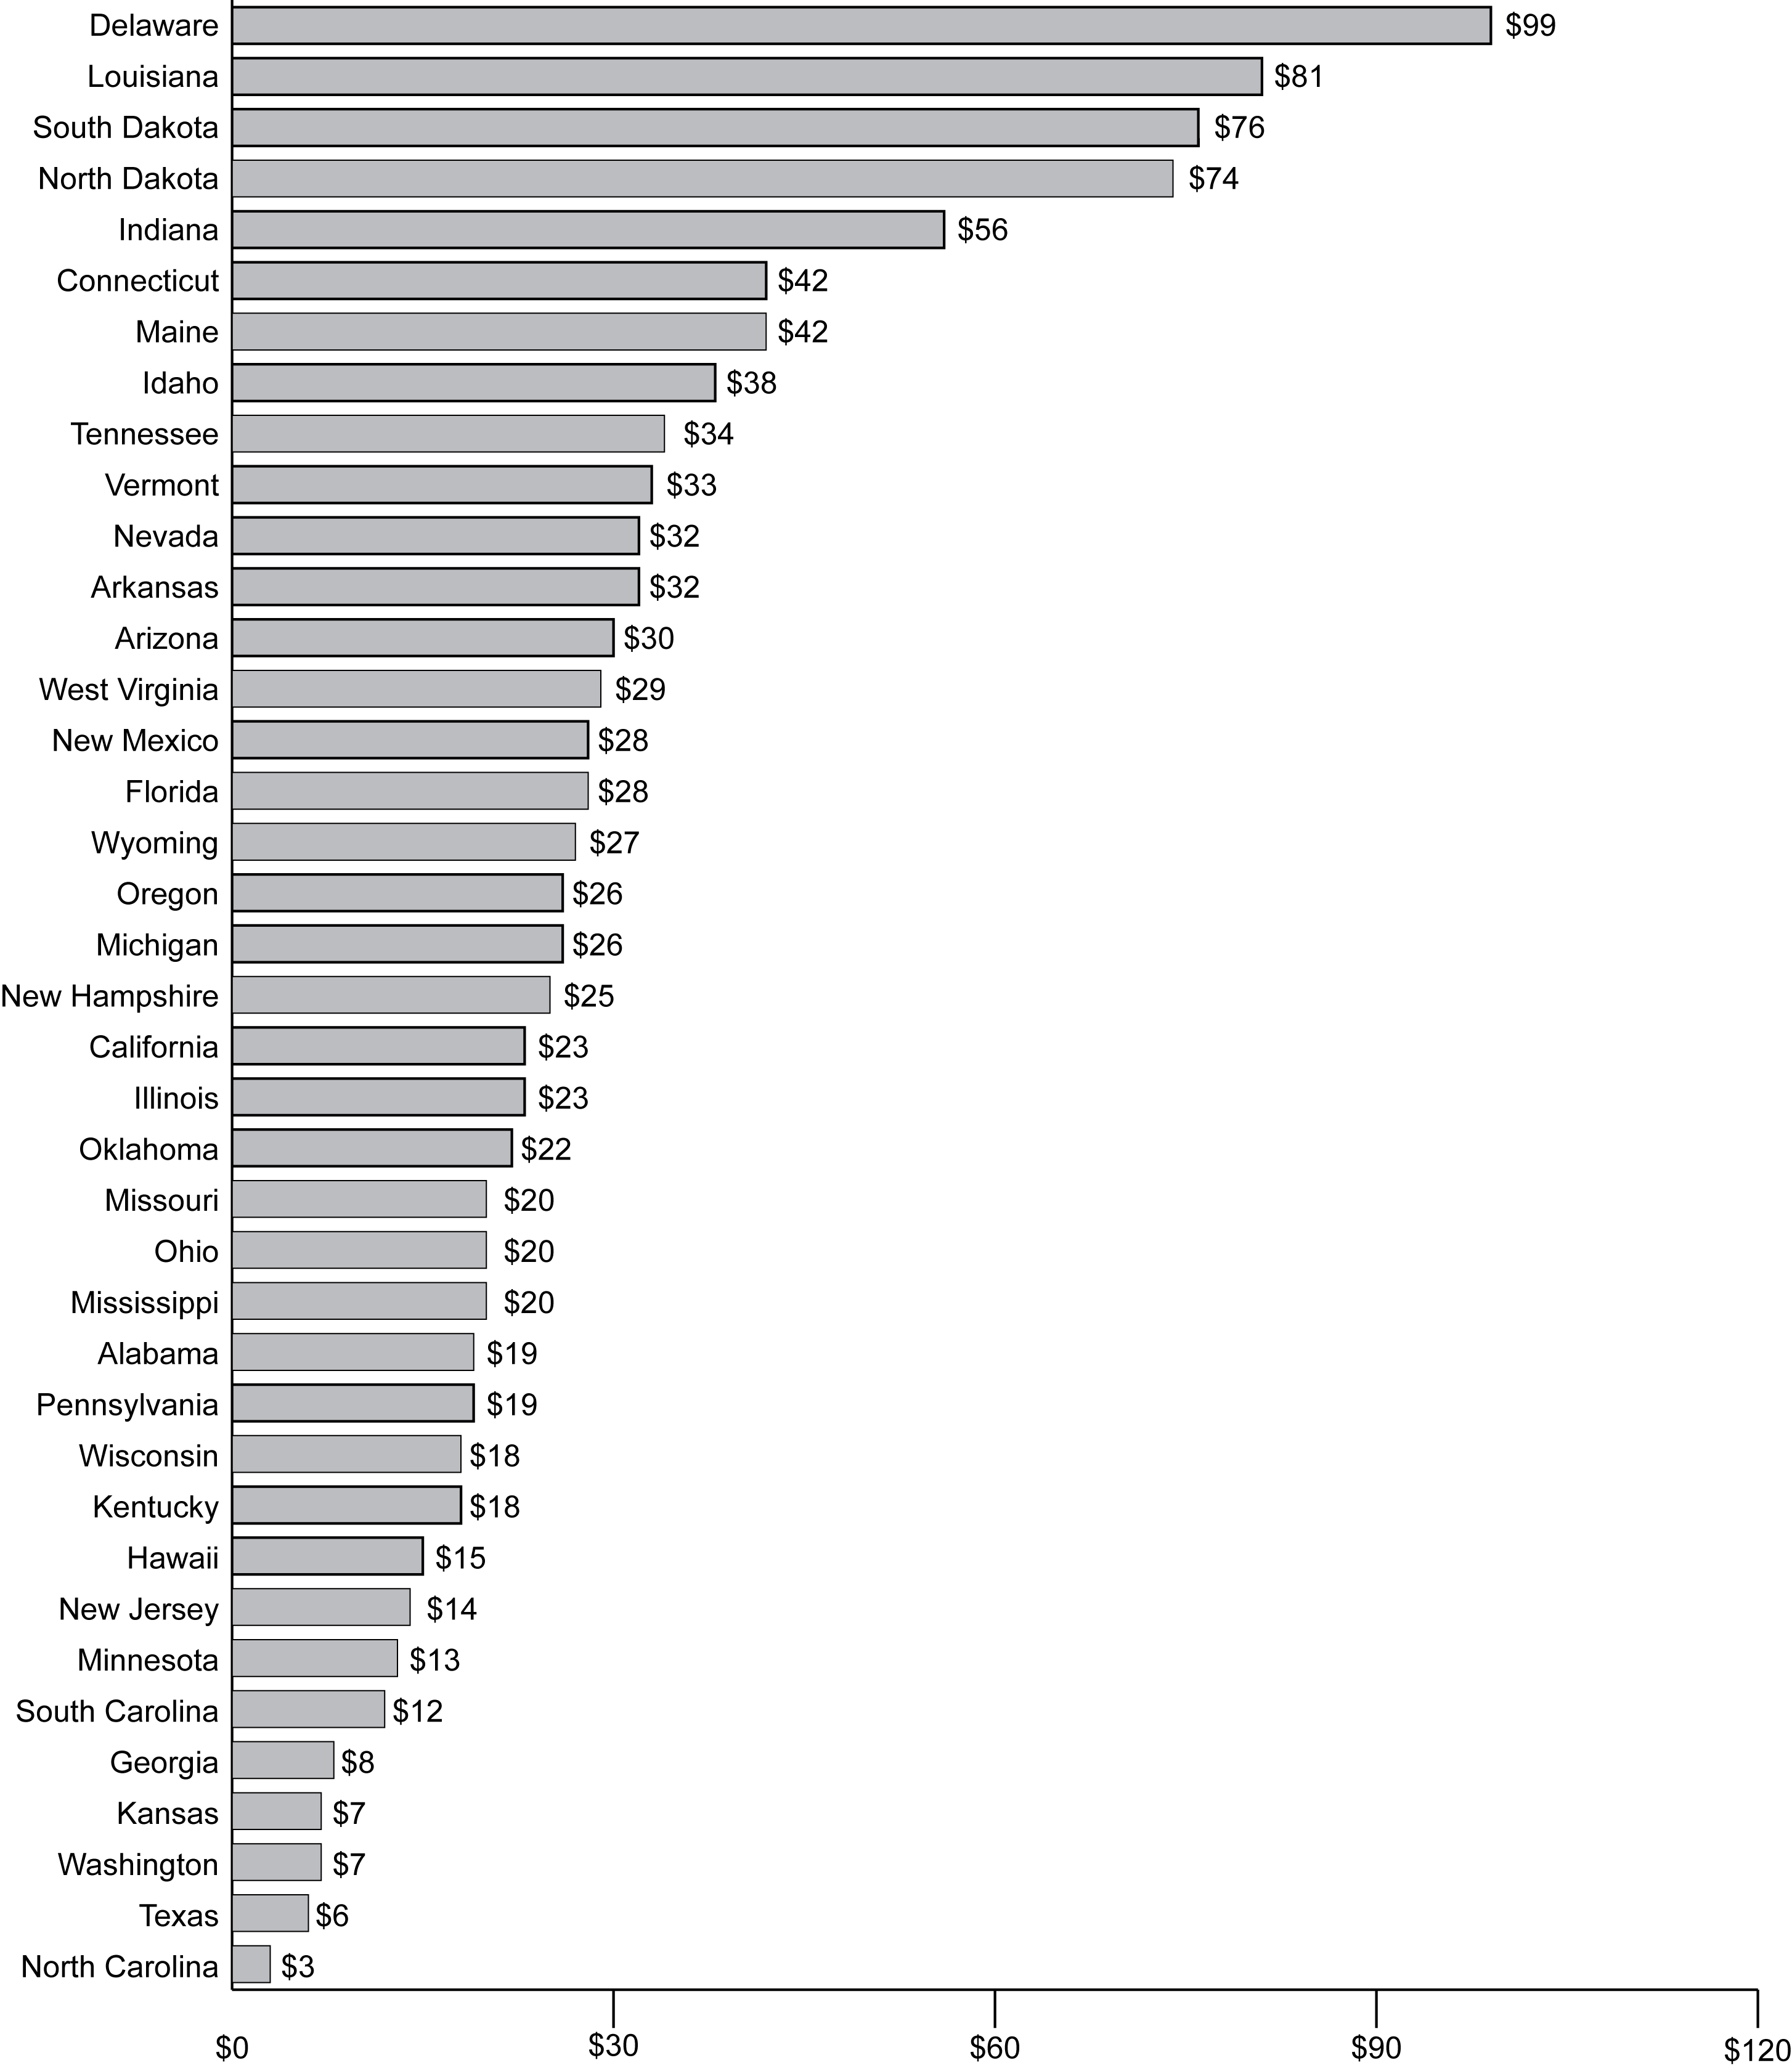 Delaware $99
Louisiana $81
South Dakota $76
North Dakota $74
Indiana $56
Connecticut $42
Maine $42
Idaho $38
Tennessee $34
Vermont $33
Nevada $32
Arkansas $32
Arizona $30
West Virginia $29
New Mexico $28
Florida $28
Wyoming $27
Oregon $26
Michigan $26
New Hampshire $25
California $23
Illinois $23
Oklahoma $22
Missouri $20
Ohio $20
Mississippi $20
Alabama $19
Pennsylvania $19
Wisconsin $18
Kentucky $18
Hawaii $15
New Jersey $14
Minnesota $13
South Carolina $12
Georgia $8
Kansas $7
Washington $7
Texas $6
North Carolina $3
$0 $30 $60 $90 $120